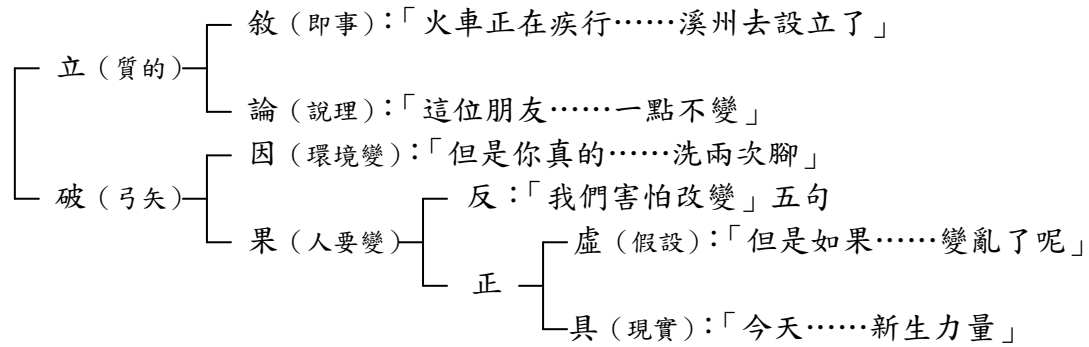 敘（即事）：「火車正在疾行……溪州去設立了」
立（質的）
論（說理）：「這位朋友……一點不變」
因（環境變）：「但是你真的……洗兩次腳」
破（弓矢）
反：「我們害怕改變」五句
果（人要變）
虛（假設）：「但是如果……變亂了呢」
正
具（現實）：「今天……新生力量」